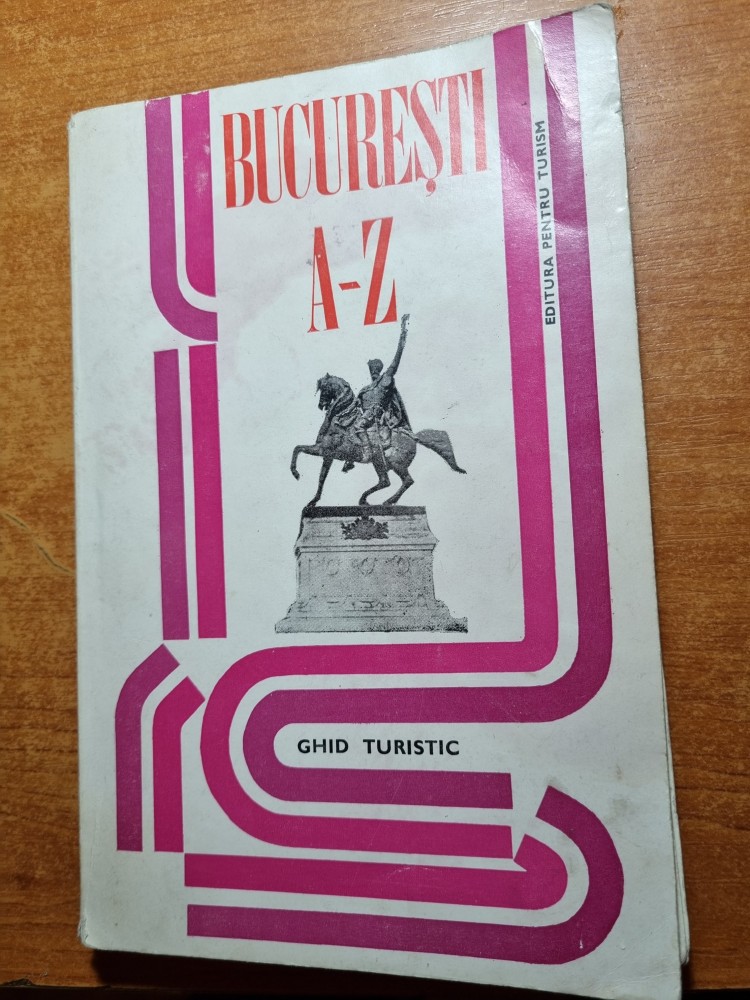 BUCUREȘTI
A-Z
EDITURA PENTRU TURISM
GHID TURISTIC